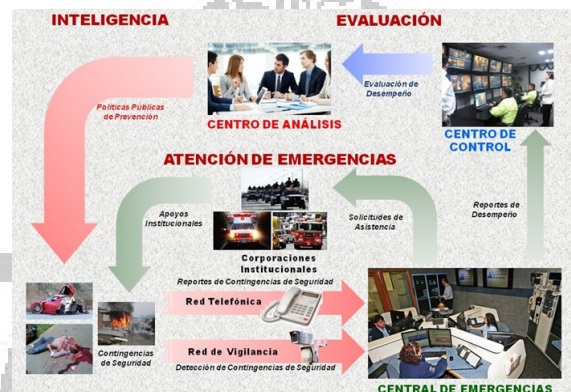 INTELIGENCIA
EVALUACIÓN
Políticas Públicas
de Prevención
CENTRO DE ANÁLISIS
Evaluación de
Desempeño
CENTRO DE
CONTROL
ATENCIÓN DE EMERGENCIAS
Apoyos
Institucionales
Solicitudes de
Asistencia
Reportes de
Desempeño
Corporaciones
Institucionales
Reportes de Contingencias de Seguridad
Red Telefónica
Contingencias
de Seguridad
Red de Vigilancia
Detección de Contingencias de Seguridad
CENTRAL DE EMERGENCIAS